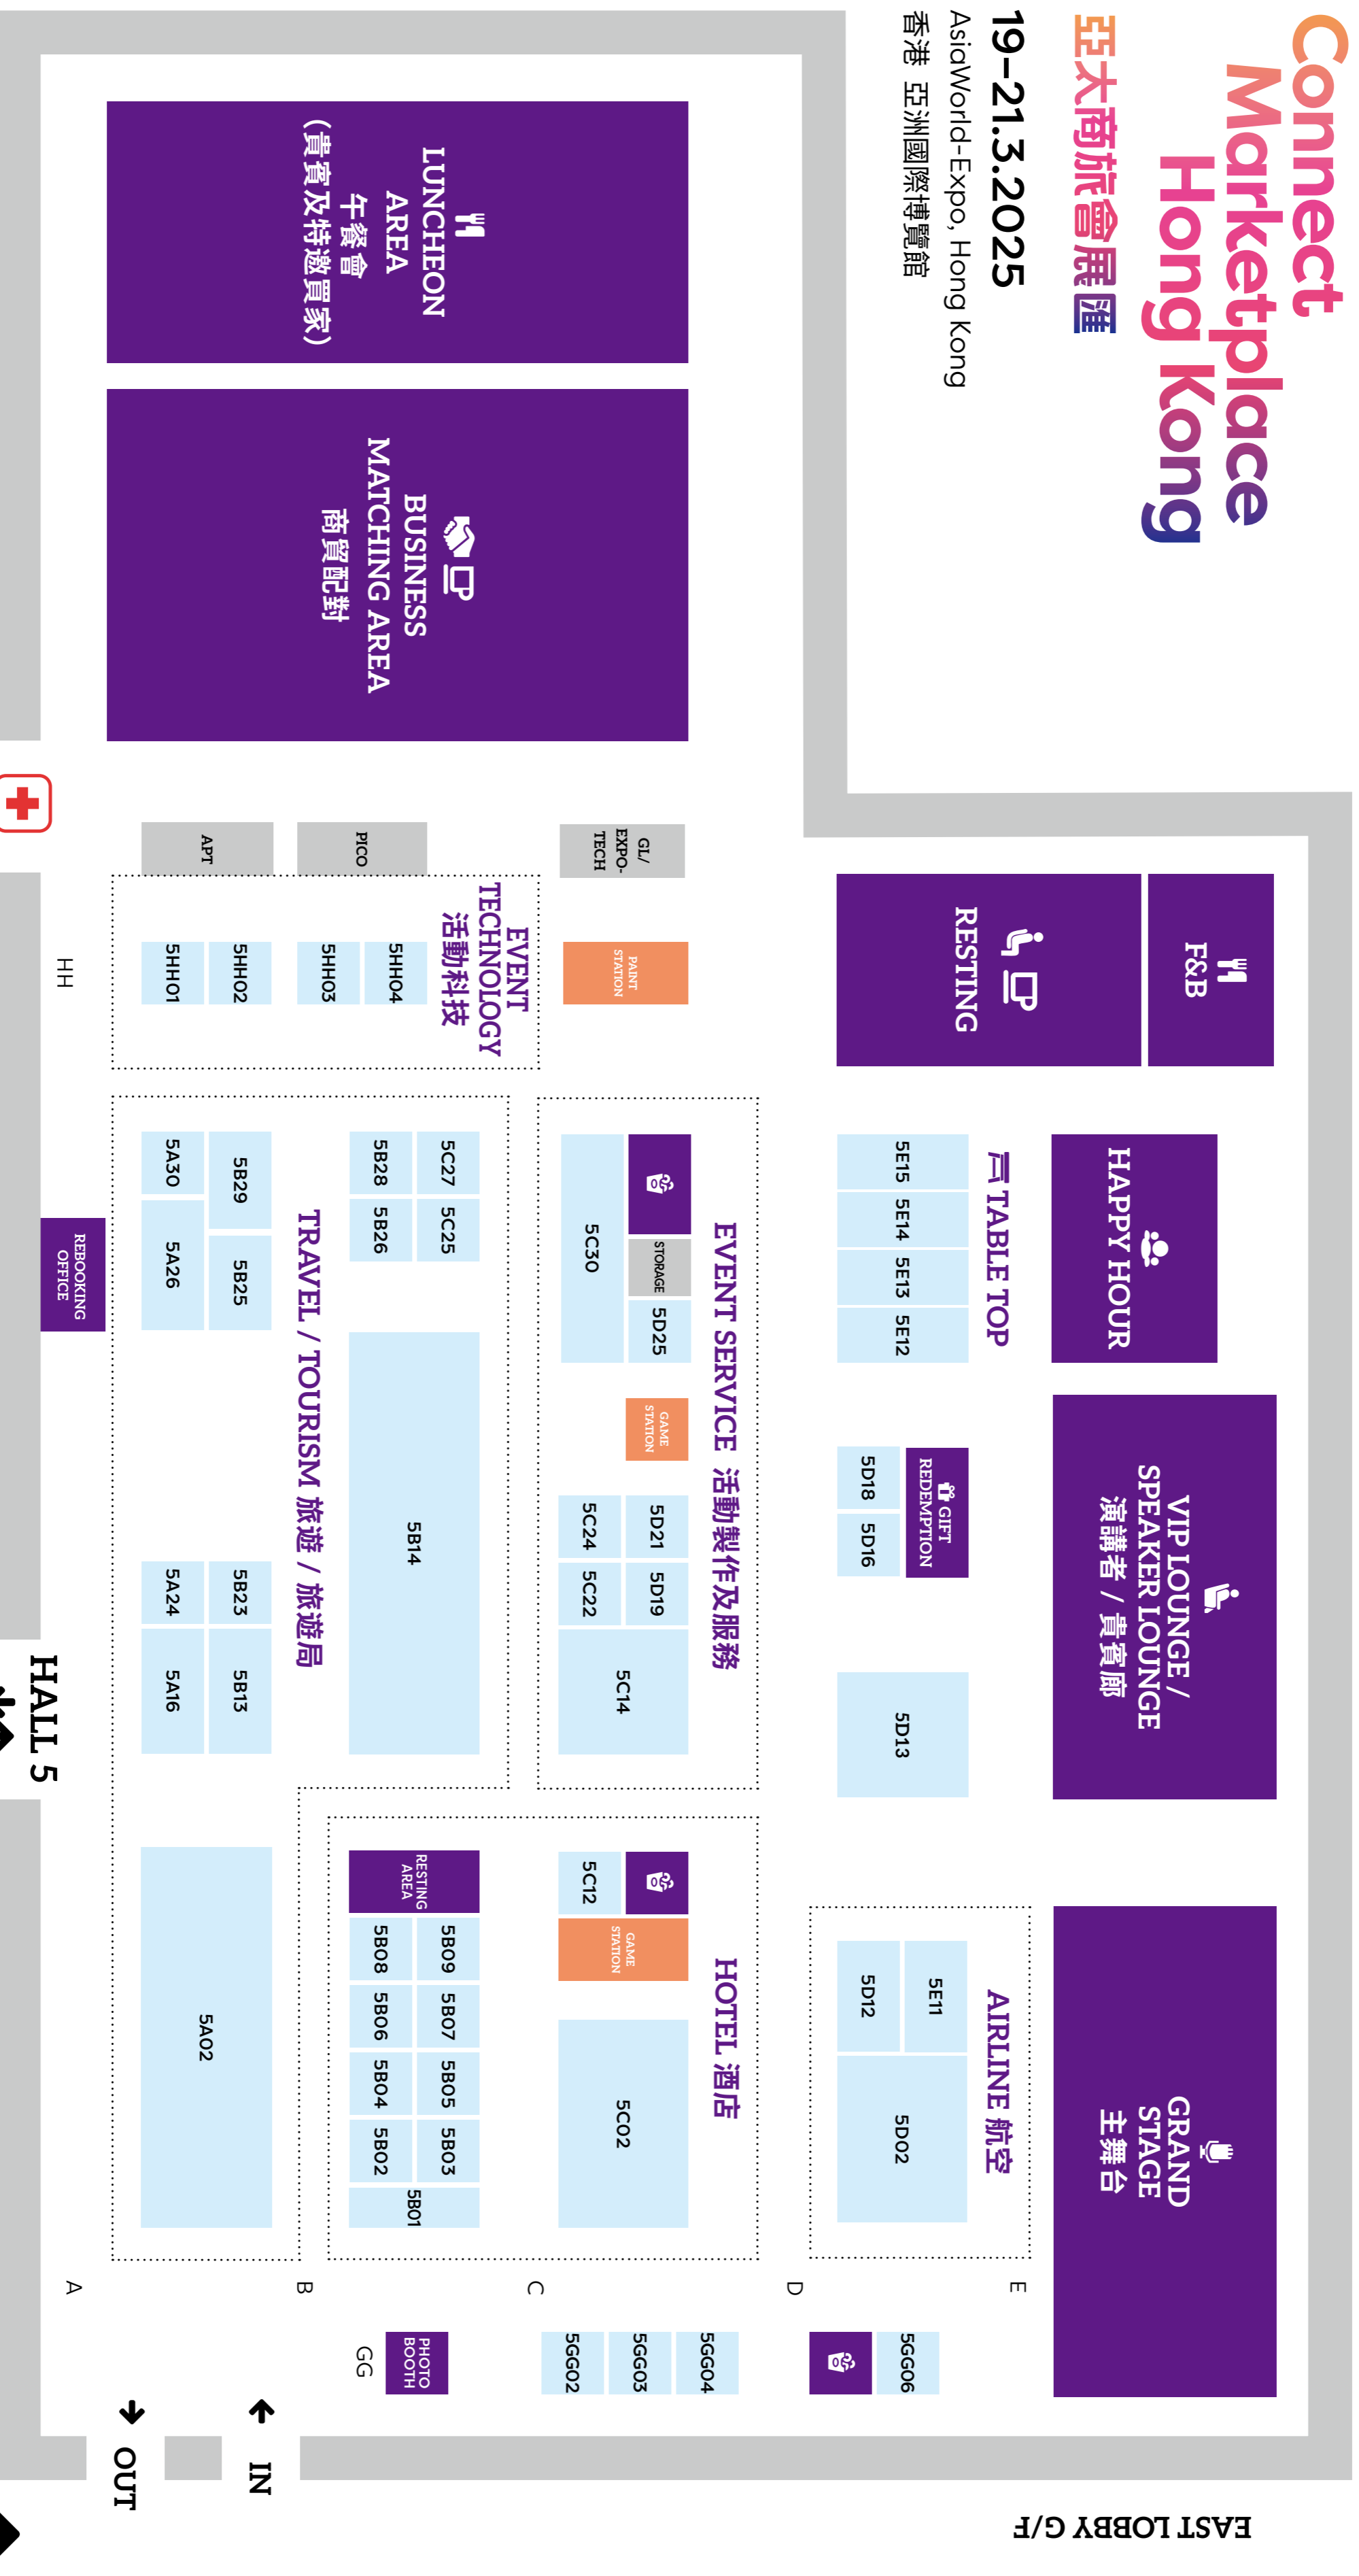 Connect
Marketplace
Hong Kong
亞太商旅會展匯
19–21.3.2025
AsiaWorld-Expo, Hong Kong
香港 亞洲國際博覽館
LUNCHEON
AREA
午餐會
(貴賓及特邀買家)
BUSINESS
MATCHING AREA
商貿配對
F&B
RESTING
HAPPY HOUR
VIP LOUNGE /
SPEAKER LOUNGE
演講者 / 貴賓廊
GRAND
STAGE
主舞台
TABLE TOP
5E15
5E14
5E13
5E12
GIFT
REDEMPTION
5D18
5D16
5D13
AIRLINE 航空
5E11
5D12
5D02
GL/
EXPO-
TECH
PICO
APT
PAINT
STATION
EVENT
TECHNOLOGY
活動科技
5HH04
5HH03
5HH02
5HH01
HH
EVENT SERVICE 活動製作及服務
STORAGE
5D25
5C30
GAME
STATION
5D21
5D19
5C24
5C22
5C14
HOTEL 酒店
5C12
GAME
STATION
5C02
RESTING
AREA
5B09
5B07
5B05
5B03
5B08
5B06
5B04
5B02
5B01
TRAVEL / TOURISM 旅遊 / 旅遊局
5C27
5C25
5B28
5B26
5B14
5B29
5B25
5A30
5A26
5B23
5B13
5A24
5A16
5A02
REBOOKING
OFFICE
HALL 5
E
D
C
B
A
5GG06
5GG04
5GG03
5GG02
PHOTO
BOOTH
GG
IN
OUT
EAST LOBBY G/F